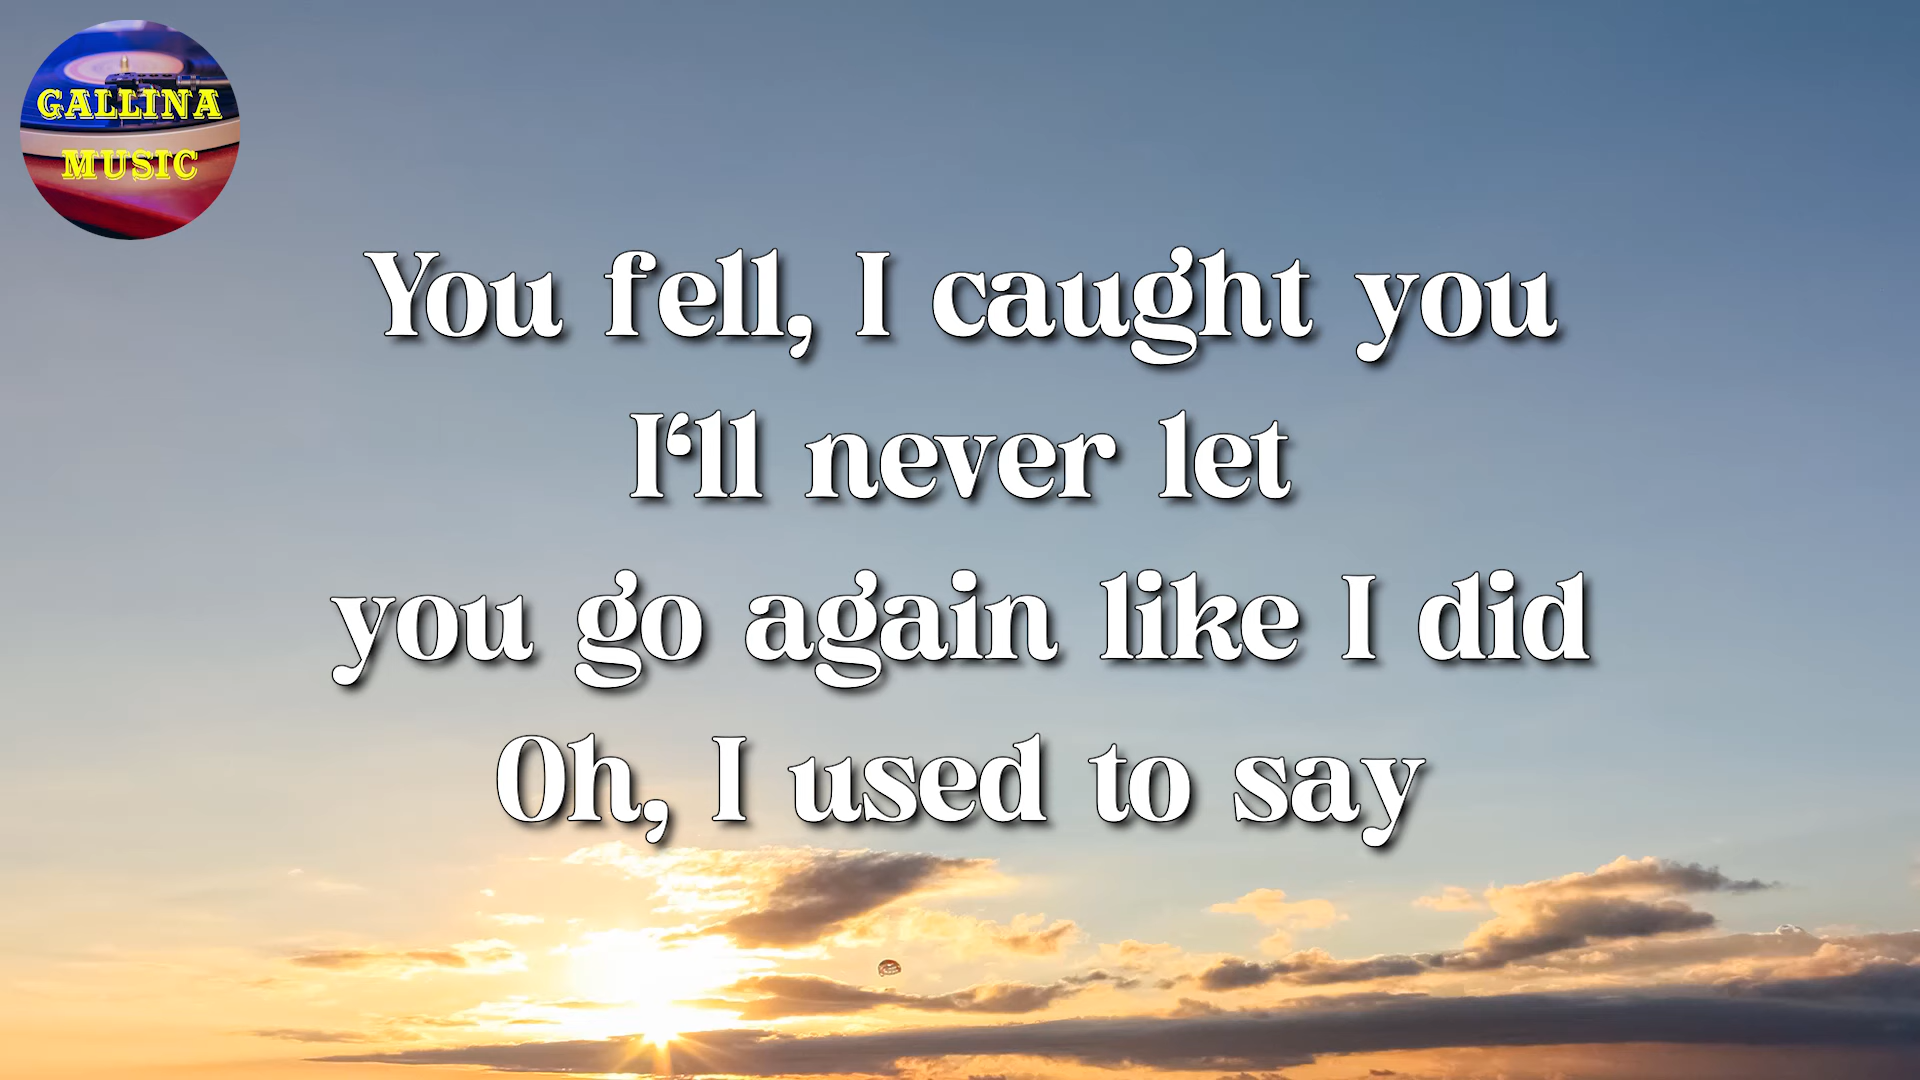 GALLINA
MUSIC
You fell, I caught you
I‘ll never let
you go again like I did
Oh, I used to say